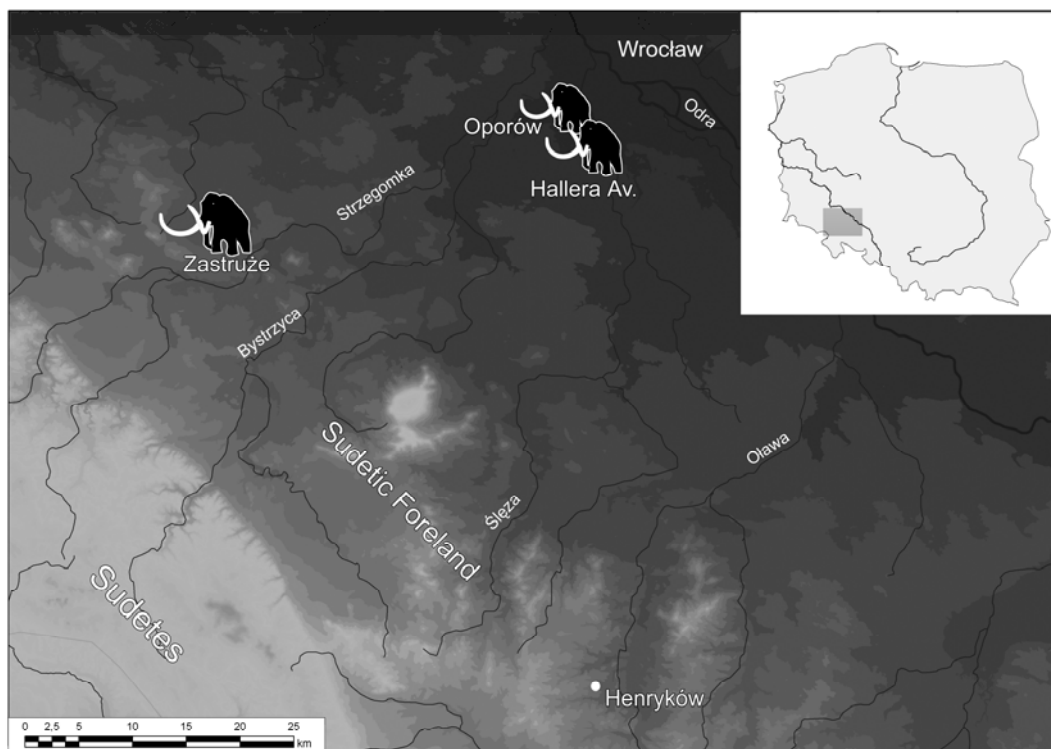 Wrocław
Odra
Oporów
Hallera Av.
Strzegomka
Zastruże
Bystrzyca
Sudetic Foreland
Oława
Ślęza
Sudetes
Henryków
0 2,5 5 10 15 20 25
km